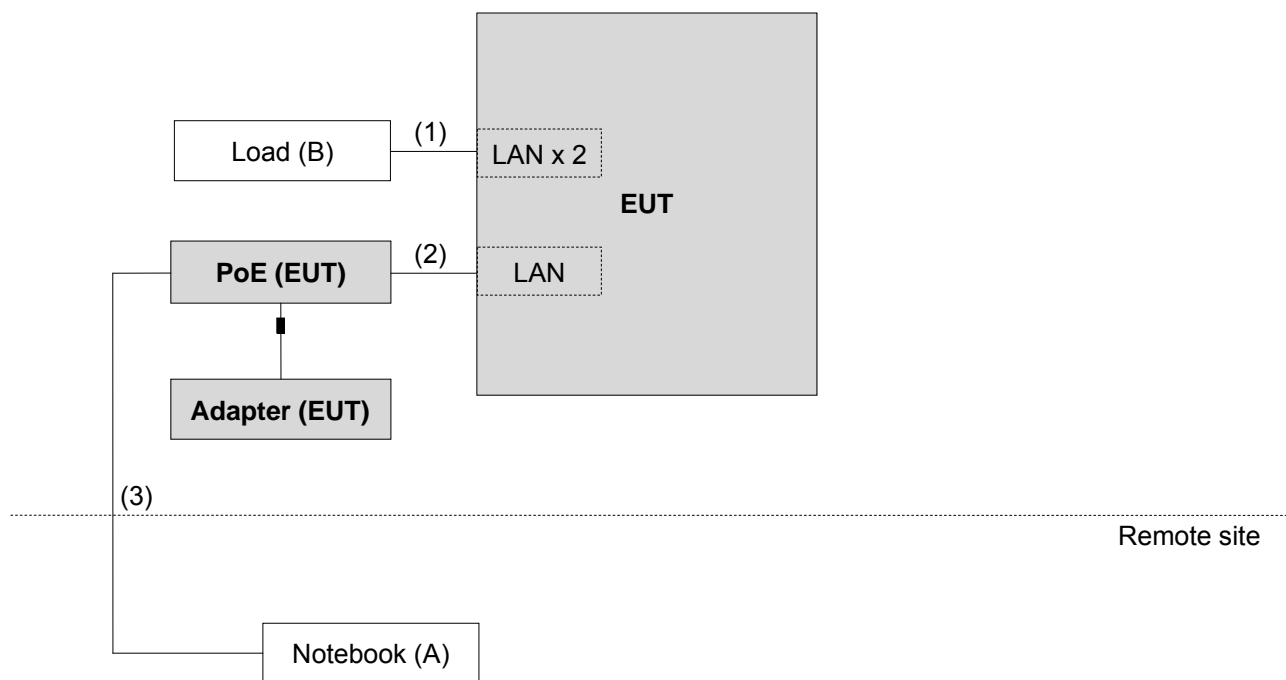 (1)
Load (B)
LAN x 2
EUT
(2)
PoE (EUT)
LAN
Adapter (EUT)
(3)
Remote site
Notebook (A)